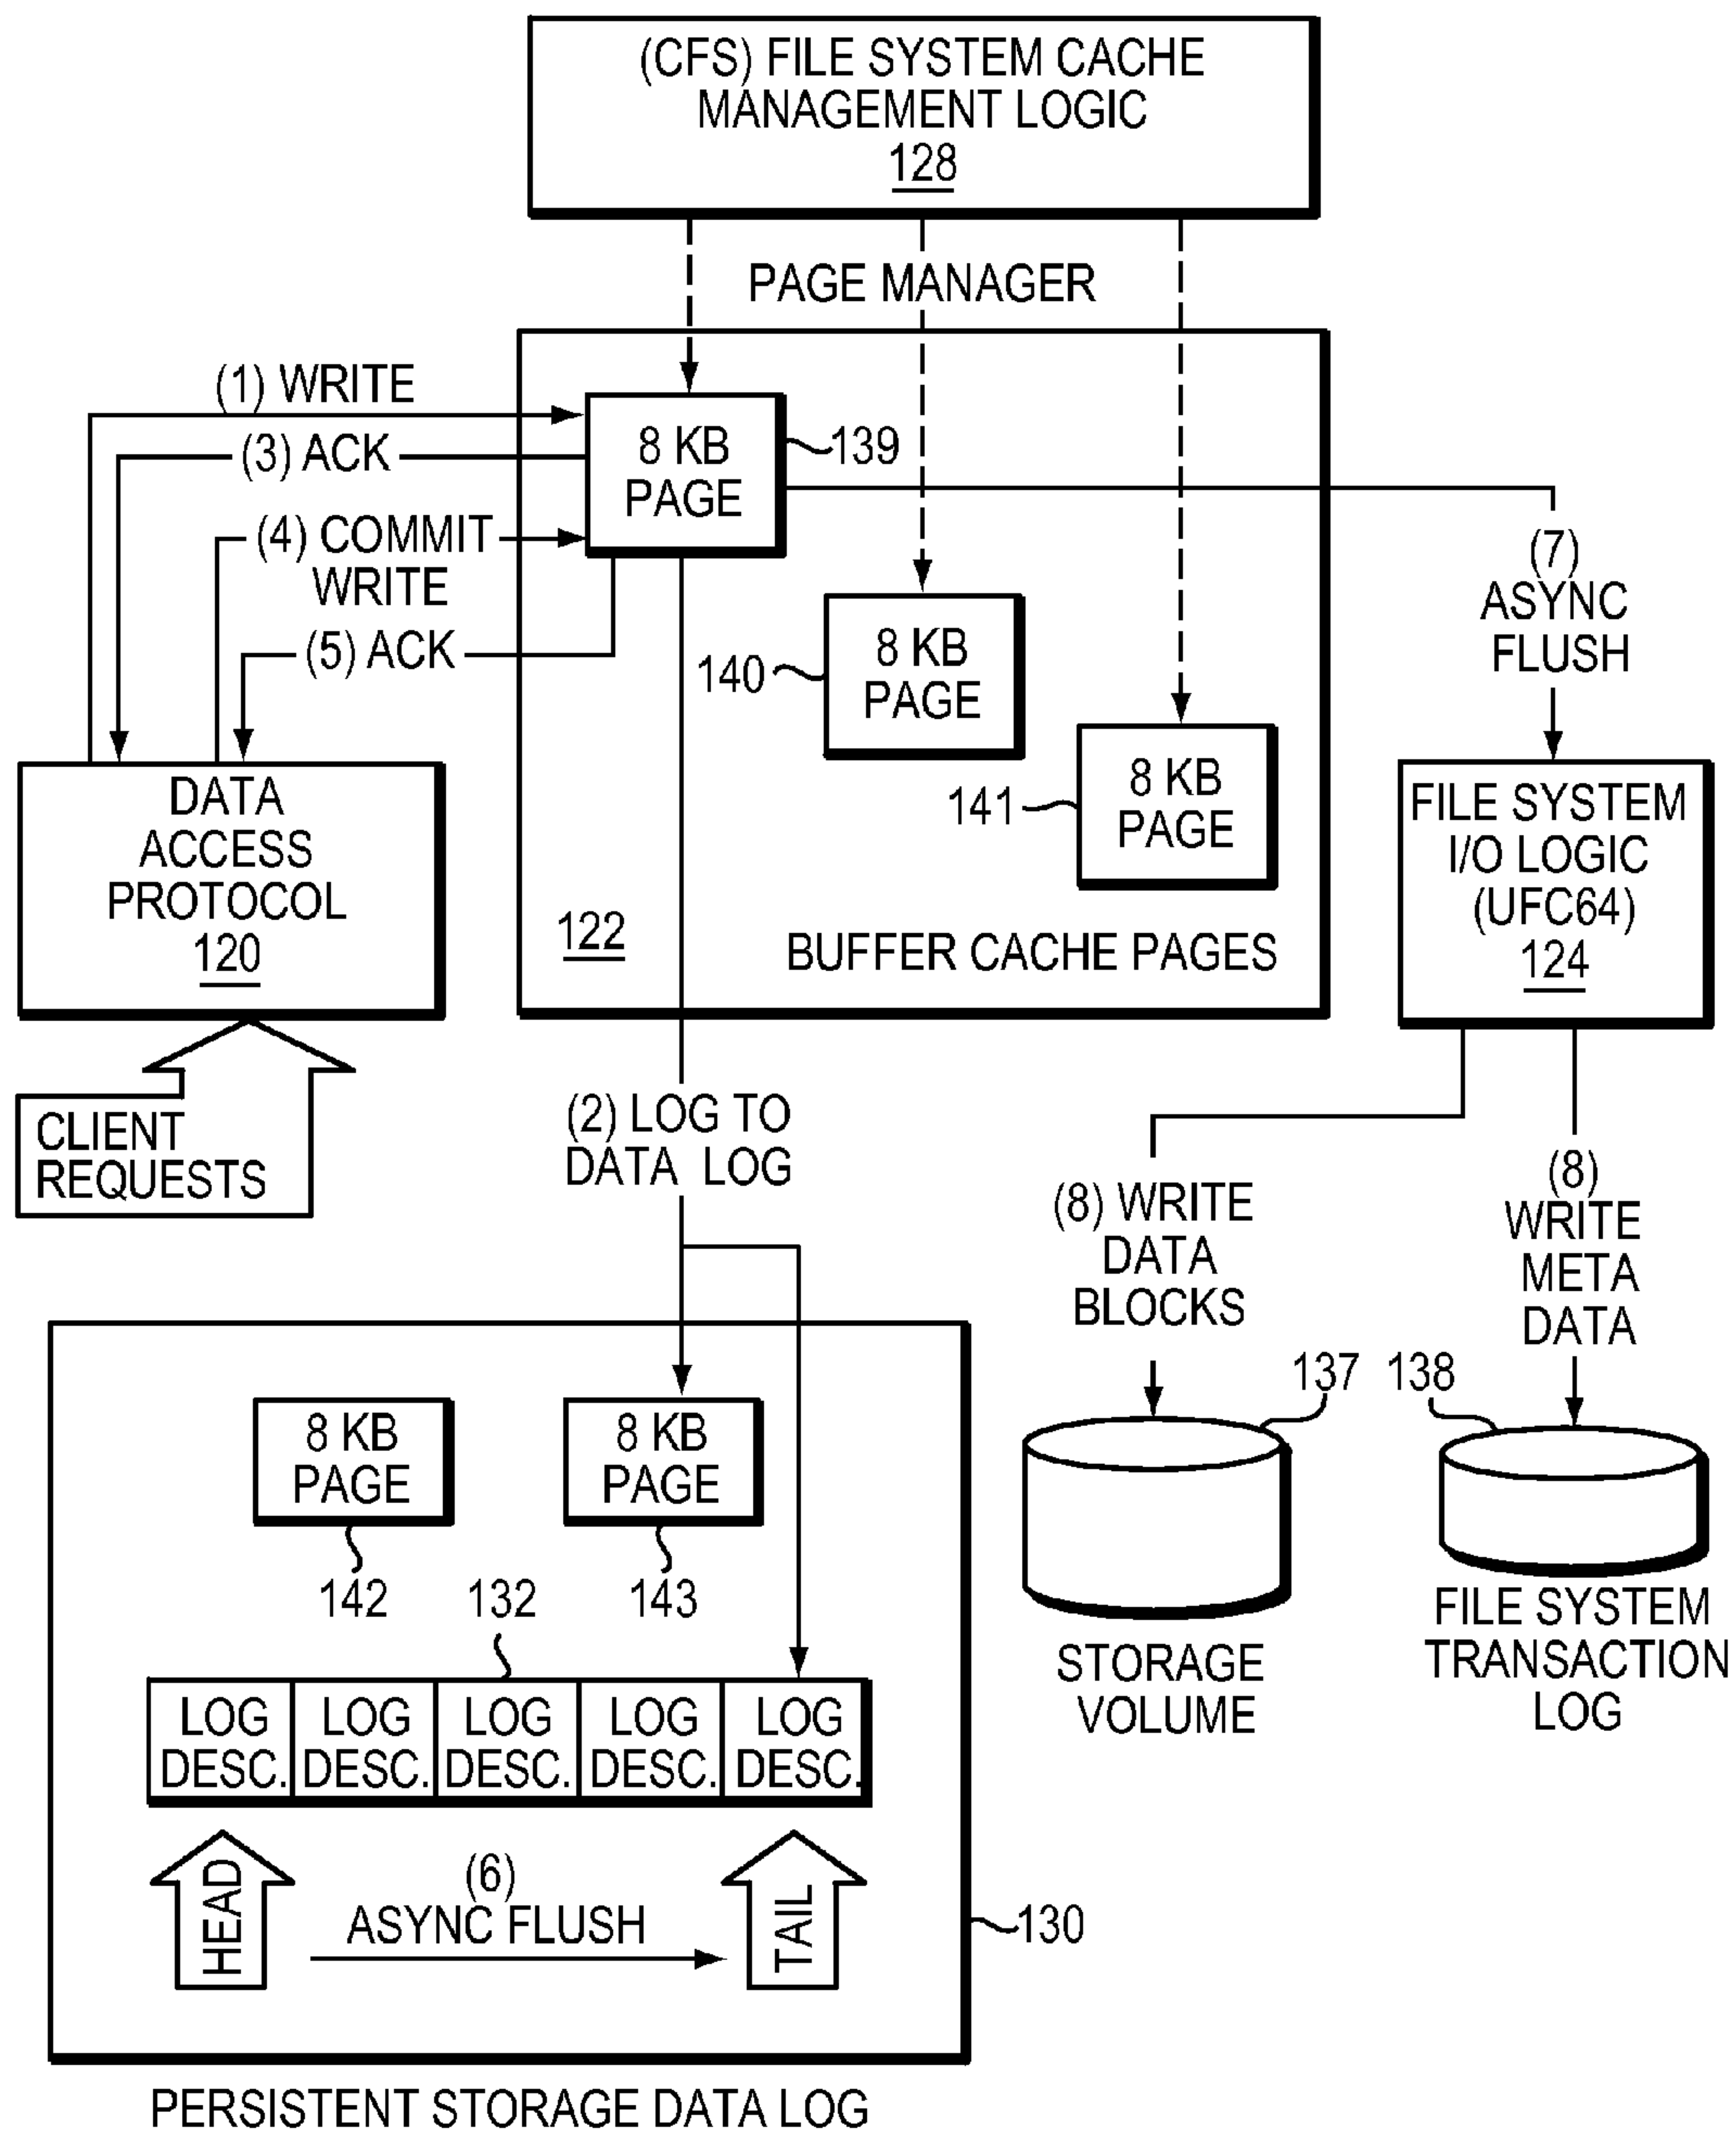 (CFS) FILE SYSTEM CACHE
MANAGEMENT LOGIC
128
PAGE MANAGER
(1) WRITE
(3) ACK
(4) COMMIT
WRITE
(5) ACK
8 KB
PAGE
139
8 KB
PAGE
140
8 KB
PAGE
141
122
BUFFER CACHE PAGES
(7)
ASYNC
FLUSH
DATA
ACCESS
PROTOCOL
120
CLIENT
REQUESTS
FILE SYSTEM
I/O LOGIC
(UFC64)
124
(2) LOG TO
DATA LOG
(8) WRITE
DATA
BLOCKS
(8)
WRITE
META
DATA
137
138
STORAGE
VOLUME
FILE SYSTEM
TRANSACTION
LOG
8 KB
PAGE
142
8 KB
PAGE
143
132
LOG
DESC.
LOG
DESC.
LOG
DESC.
LOG
DESC.
LOG
DESC.
HEAD
(6)
ASYNC FLUSH
TAIL
130
PERSISTENT STORAGE DATA LOG